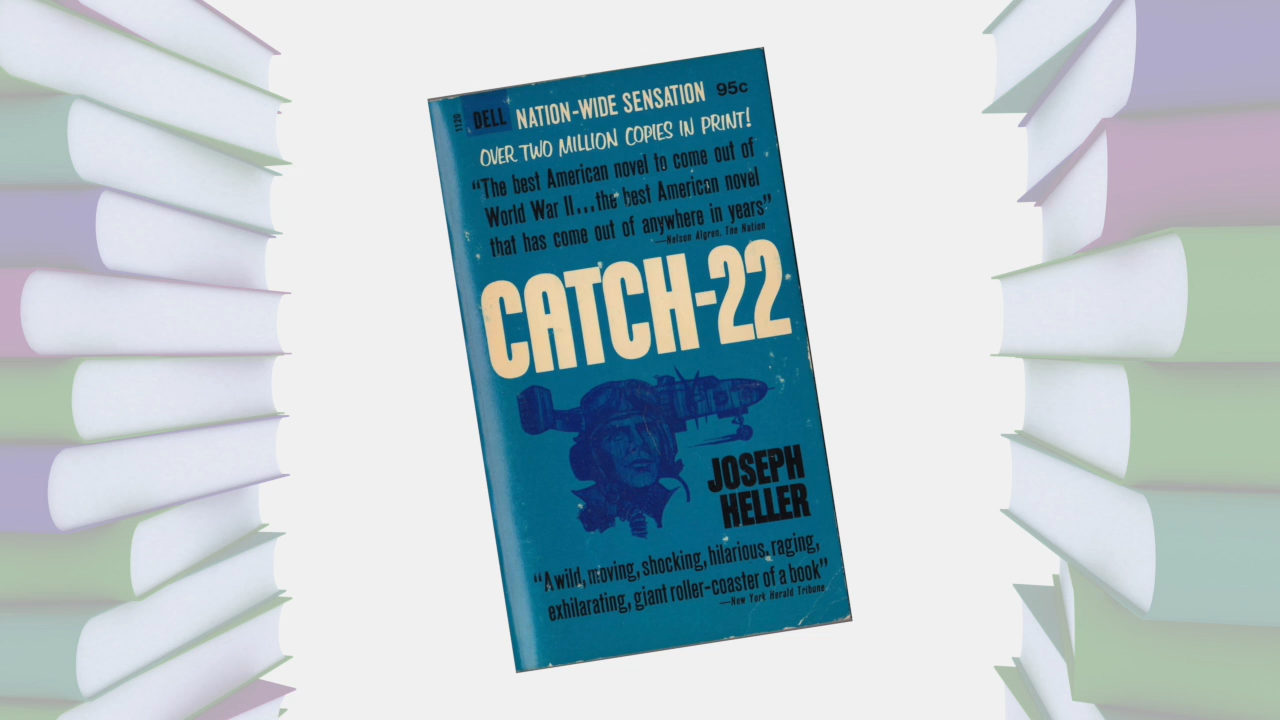 1120
DELL
NATION-WIDE SENSATION
95c
OVER TWO MILLION COPIES IN PRINT!
“The best American novel to come out of
World War II...the best American novel
that has come out of anywhere in years”
—Nelson Algren, The Nation
CATCH-22
JOSEPH
HELLER
“A wild, moving, shocking, hilarious, raging,
exhilarating, giant roller-coaster of a book”
—New York Herald Tribune